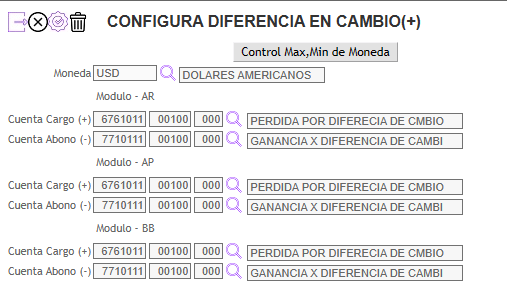 CONFIGURA DIFERENCIA EN CAMBIO(+)
Control Max,Min de Moneda
Moneda USD DOLARES AMERICANOS
Modulo - AR
Cuenta Cargo (+) 6761011 00100 000 PERDIDA POR DIFERECIA DE CMBIO
Cuenta Abono (-) 7710111 00100 000 GANANCIA X DIFERENCIA DE CAMBI
Modulo - AP
Cuenta Cargo (+) 6761011 00100 000 PERDIDA POR DIFERECIA DE CMBIO
Cuenta Abono (-) 7710111 00100 000 GANANCIA X DIFERENCIA DE CAMBI
Modulo - BB
Cuenta Cargo (+) 6761011 00100 000 PERDIDA POR DIFERECIA DE CMBIO
Cuenta Abono (-) 7710111 00100 000 GANANCIA X DIFERENCIA DE CAMBI